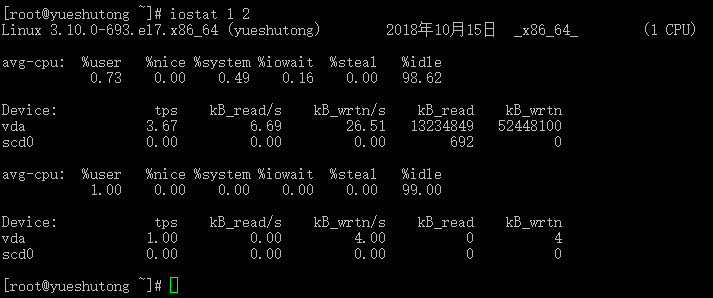 [root@yueshutong ~]# iostat 1 2
Linux 3.10.0-693.el7.x86_64 (yueshutong) 2018年10月15日 _x86_64_ (1 CPU)
avg-cpu: %user %nice %system %iowait %steal %idle
0.73 0.00 0.49 0.16 0.00 98.62
Device: tps kB_read/s kB_wrtn/s kB_read kB_wrtn
vda 3.67 6.69 26.51 13234849 52448100
scd0 0.00 0.00 0.00 692 0
avg-cpu: %user %nice %system %iowait %steal %idle
1.00 0.00 0.00 0.00 0.00 99.00
Device: tps kB_read/s kB_wrtn/s kB_read kB_wrtn
vda 1.00 0.00 4.00 0 4
scd0 0.00 0.00 0.00 0 0
[root@yueshutong ~]#